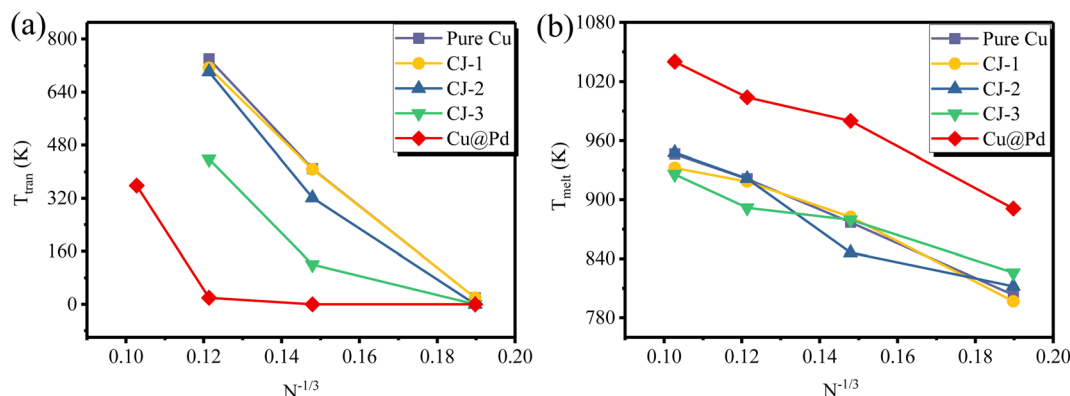 (a)
800
640
480
320
160
0
T_tran (K)
0.10
0.12
0.14
0.16
0.18
0.20
N^-1/3
Pure Cu
CJ-1
CJ-2
CJ-3
Cu@Pd
(b)
1080
1020
960
900
840
780
T_melt (K)
0.10
0.12
0.14
0.16
0.18
0.20
N^-1/3
Pure Cu
CJ-1
CJ-2
CJ-3
Cu@Pd